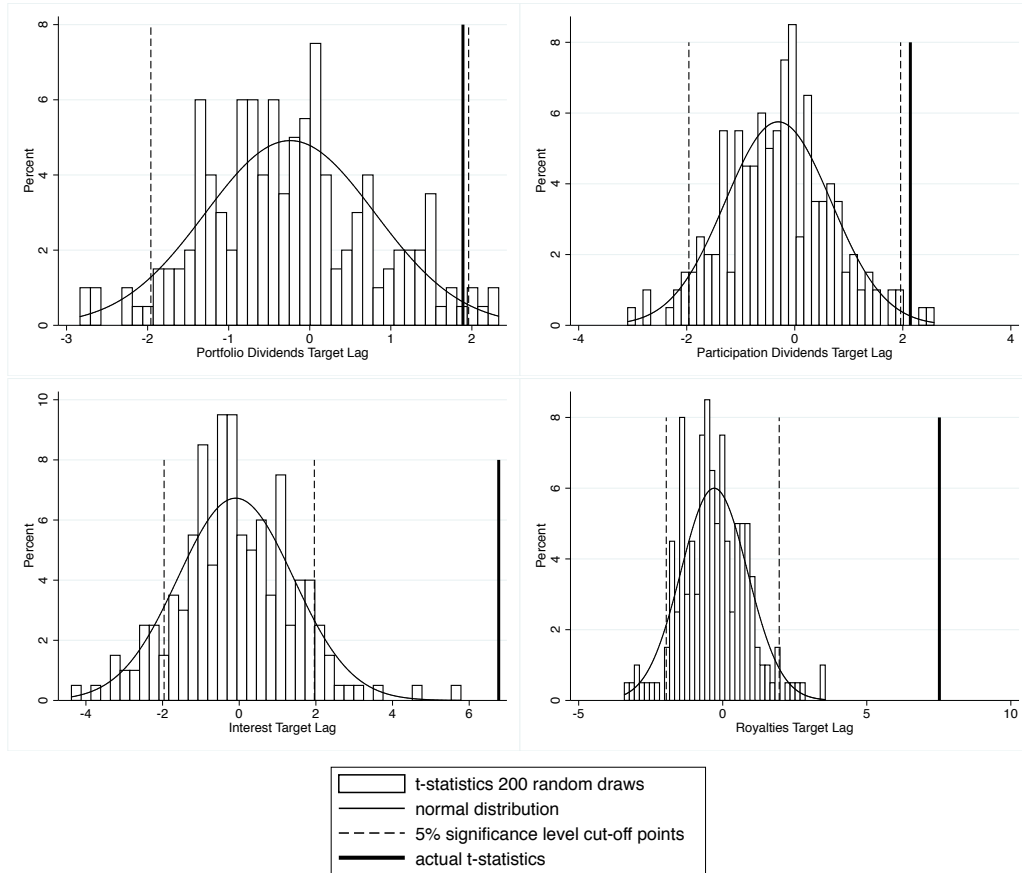 Percent
8
6
4
2
0
-3 -2 -1 0 1 2
Portfolio Dividends Target Lag
Percent
8
6
4
2
0
-4 -2 0 2 4
Participation Dividends Target Lag
Percent
10
8
6
4
2
0
-4 -2 0 2 4 6
Interest Target Lag
Percent
8
6
4
2
0
-5 0 5 10
Royalties Target Lag
t-statistics 200 random draws
normal distribution
5% significance level cut-off points
actual t-statistics